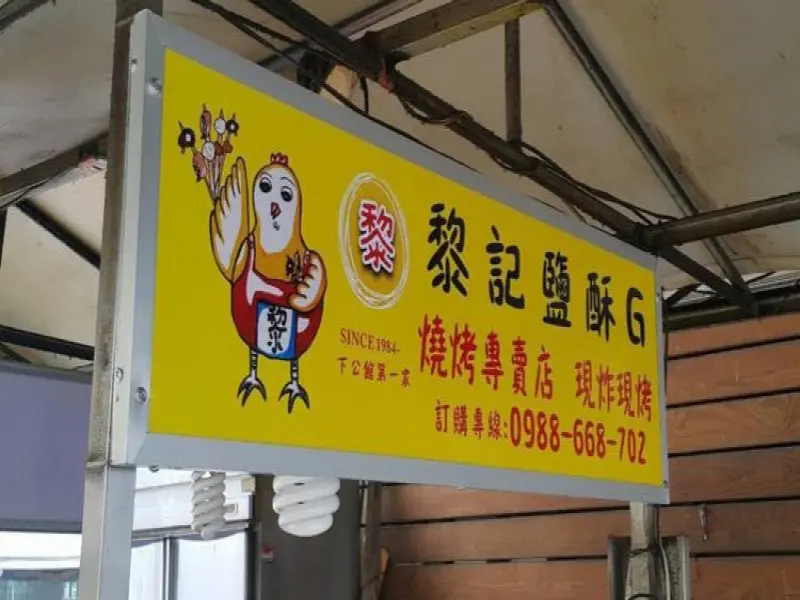 黎
黎記鹽酥G
SINCE 1984-
下公館第一家
燒烤專賣店 現炸現烤
訂購專線:0988-668-702
黎